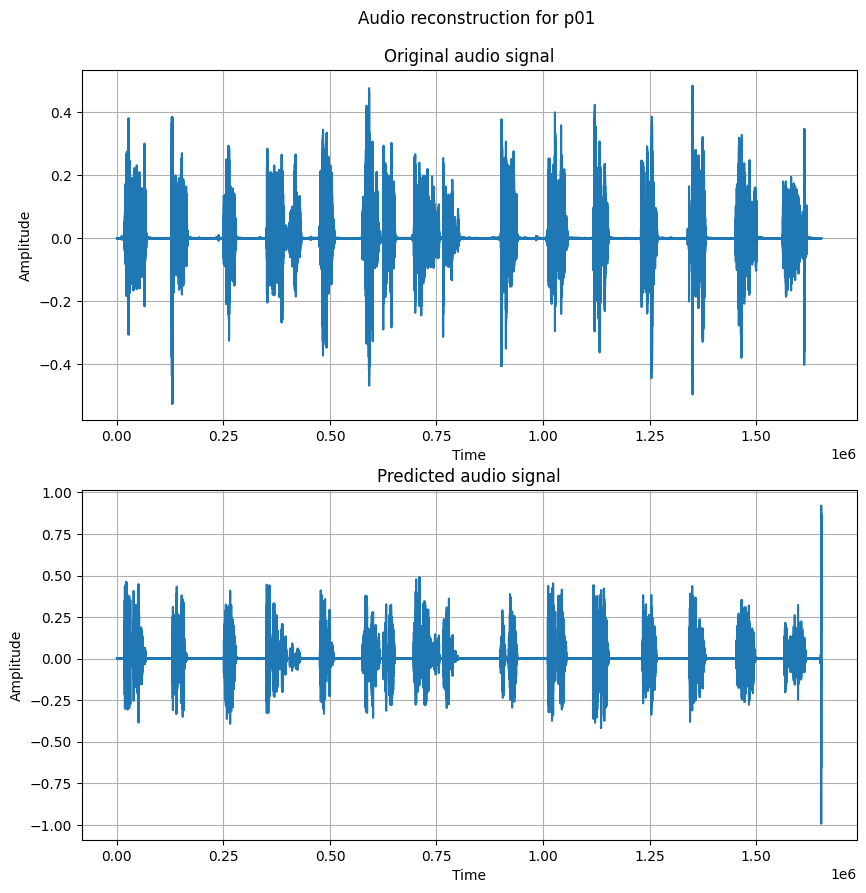 Audio reconstruction for p01
Original audio signal
Amplitude
0.4
0.2
0.0
−0.2
−0.4
0.00 0.25 0.50 0.75 1.00 1.25 1.50
1e6
Time
Predicted audio signal
Amplitude
1.00
0.75
0.50
0.25
0.00
−0.25
−0.50
−0.75
−1.00
0.00 0.25 0.50 0.75 1.00 1.25 1.50
1e6
Time